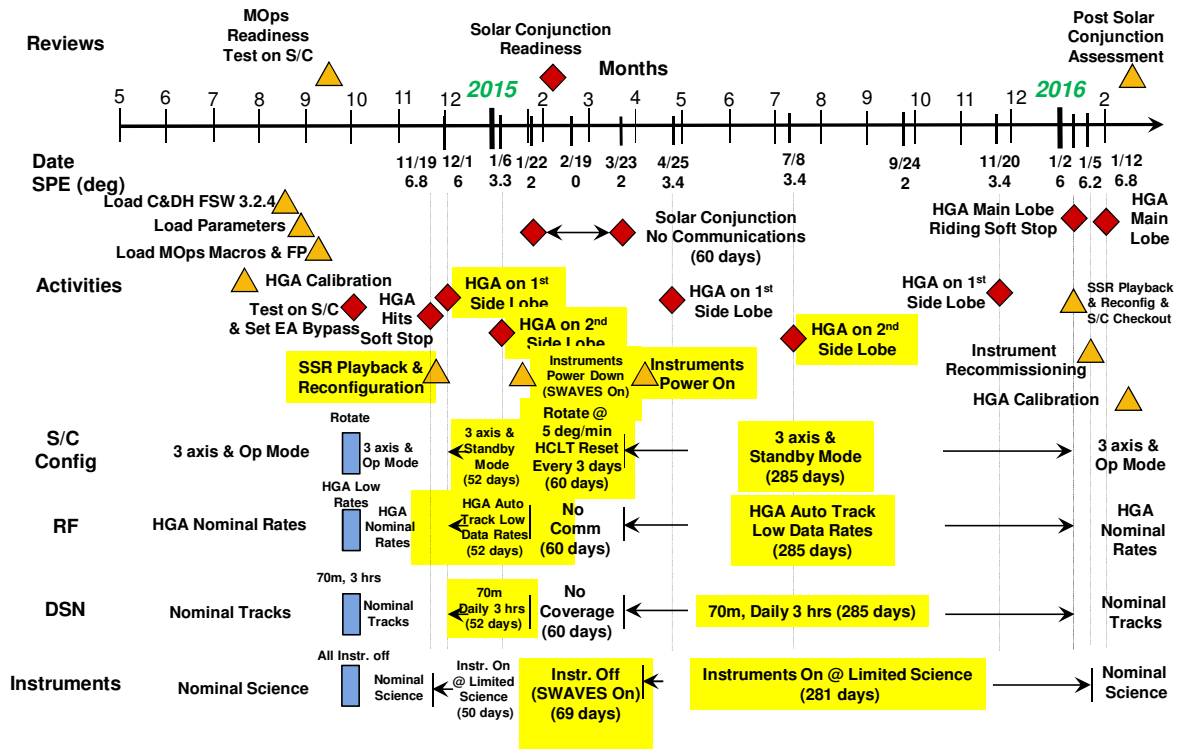 MOps
Readiness
Test on S/C
Post Solar
Conjunction
Assessment
Solar Conjunction
Readiness
Reviews
Months
2015
2016
5 6 7 8 9 10 11 12 2 3 4 5 6 7 8 9 10 11 12 2
Date
SPE (deg)
11/19 12/1 1/6 1/22 2/19 3/23 4/25 7/8 9/24 11/20 1/2 1/5 1/12
6.8 6 3.3 2 0 2 3.4 3.4 2 3.4 6 6.2 6.8
Load C&DH FSW 3.2.4
Load Parameters
Load MOps Macros & FP
Solar Conjunction
No Communications
(60 days)
HGA Main Lobe
Riding Soft Stop
HGA
Main
Lobe
Activities
HGA Calibration
Test on S/C
& Set EA Bypass
HGA
Hits
Soft Stop
HGA on 1st
Side Lobe
HGA on 2nd
Side Lobe
HGA on 1st
Side Lobe
HGA on 2nd
Side Lobe
HGA on 1st
Side Lobe
SSR Playback
& Reconfig &
S/C Checkout
SSR Playback &
Reconfiguration
Instruments
Power Down
(SWAVES On)
Instruments
Power On
Instrument
Recommissioning
HGA Calibration
S/C
Config
3 axis & Op Mode
Rotate
3 axis &
Op Mode
3 axis &
Standby
Mode
(52 days)
Rotate @
5 deg/min
HCLT Reset
Every 3 days
(60 days)
3 axis &
Standby Mode
(285 days)
3 axis &
Op Mode
RF
HGA Nominal Rates
HGA Low
Rates
HGA
Nominal
Rates
HGA Auto
Track Low
Data Rates
(52 days)
No
Comm
(60 days)
HGA Auto Track
Low Data Rates
(285 days)
HGA
Nominal
Rates
DSN
Nominal Tracks
70m, 3 hrs
Nominal
Tracks
70m
Daily 3 hrs
(52 days)
No
Coverage
(60 days)
70m, Daily 3 hrs (285 days)
Nominal
Tracks
Instruments
Nominal Science
All Instr. off
Nominal
Science
Instr. On
@ Limited
Science
(50 days)
Instr. Off
(SWAVES On)
(69 days)
Instruments On @ Limited Science
(281 days)
Nominal
Science